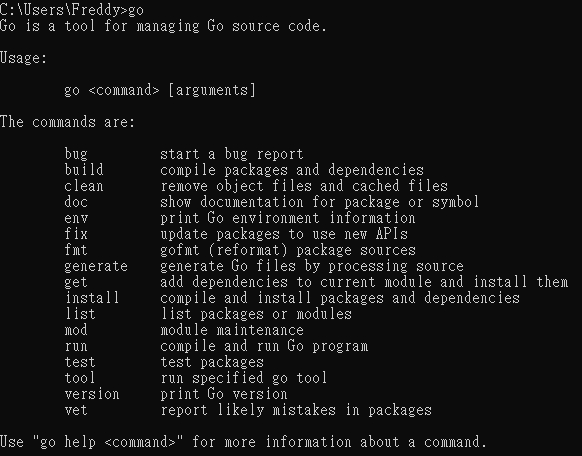 C:\Users\Freddy>go
Go is a tool for managing Go source code.
Usage:
go <command> [arguments]
The commands are:
bug start a bug report
build compile packages and dependencies
clean remove object files and cached files
doc show documentation for package or symbol
env print Go environment information
fix update packages to use new APIs
fmt gofmt (reformat) package sources
generate generate Go files by processing source
get add dependencies to current module and install them
install compile and install packages and dependencies
list list packages or modules
mod module maintenance
run compile and run Go program
test test packages
tool run specified go tool
version print Go version
vet report likely mistakes in packages
Use "go help <command>" for more information about a command.